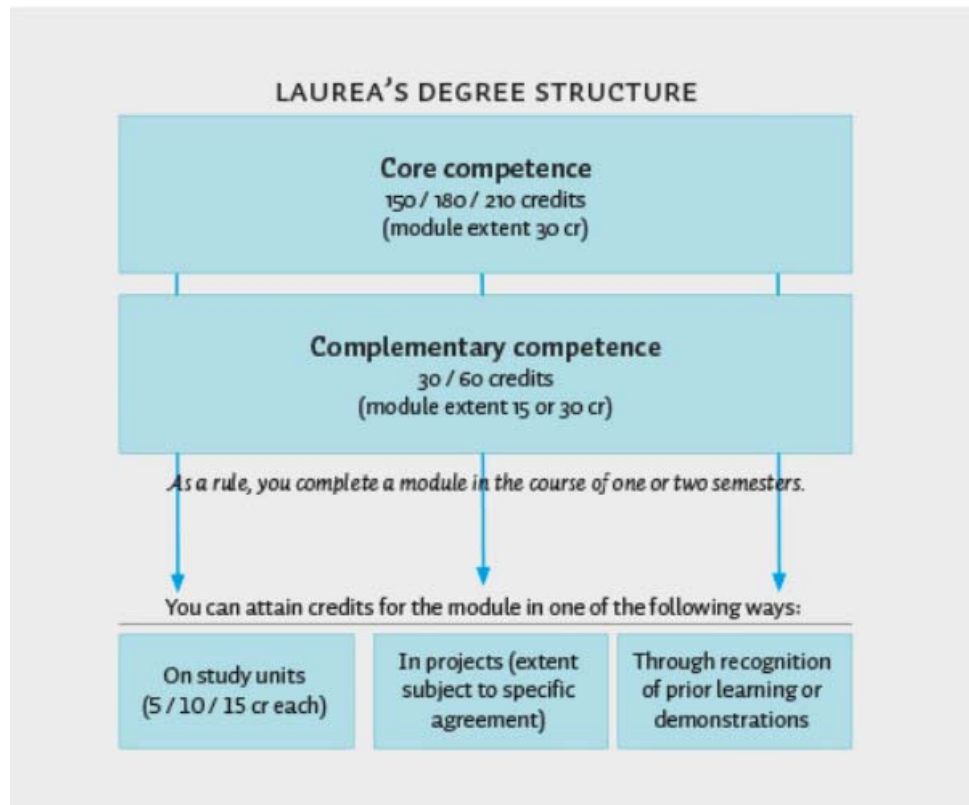 LAUREA’S DEGREE STRUCTURE
Core competence
150 / 180 / 210 credits
(module extent 30 cr)
Complementary competence
30 / 60 credits
(module extent 15 or 30 cr)
As a rule, you complete a module in the course of one or two semesters.
You can attain credits for the module in one of the following ways:
On study units
(5 / 10 / 15 cr each)
In projects (extent
subject to specific
agreement)
Through recognition
of prior learning or
demonstrations